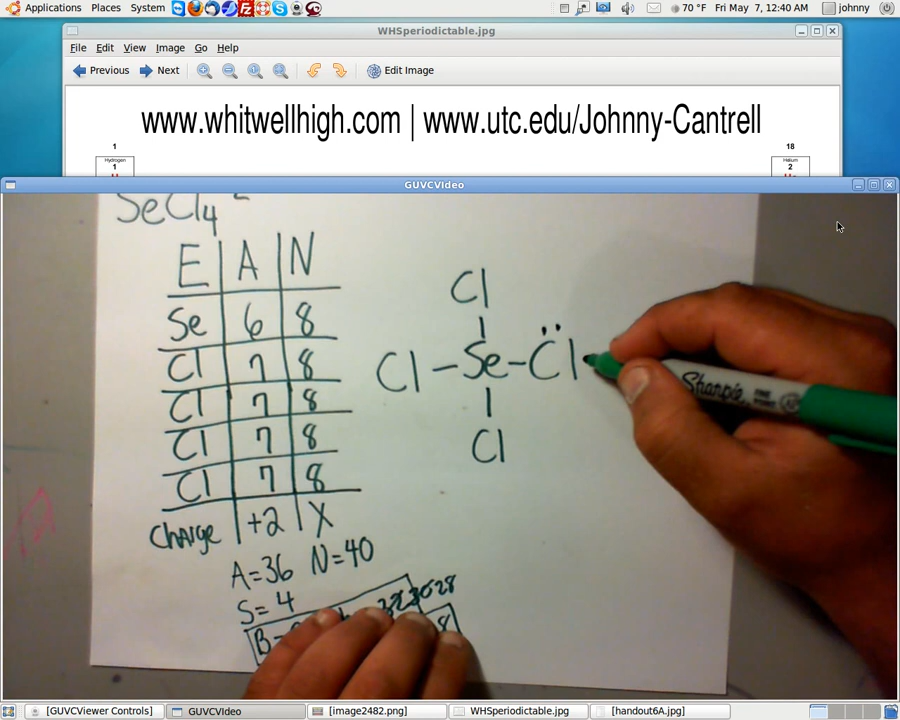 Applications Places System 70 °F Fri May 7, 12:40 AM johnny
WHSperiodictable.jpg
File Edit View Image Go Help
Previous Next Edit Image
www.whitwellhigh.com | www.utc.edu/Johnny-Cantrell
1 18
Hydrogen Helium
1 2
GUVCVideo
SeCl4
E A N
Se 6 8
Cl 7 8
Cl 7 8
Cl 7 8
Cl 7 8
Charge +2 X
A=36 N=40
S=4
Cl
Cl-Se-Cl
Cl
Sharpie
[GUVCViewer Controls] GUVCVideo [image2482.png] WHSperiodictable.jpg [handout6A.jpg]